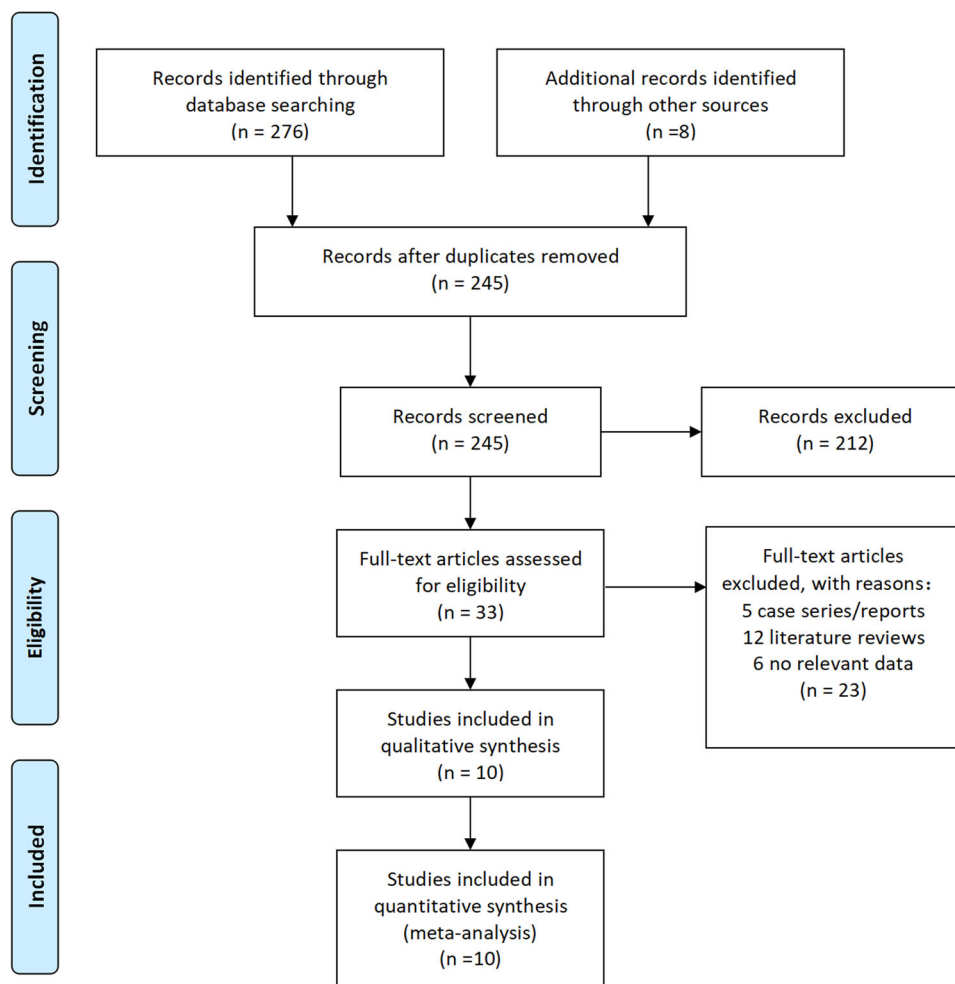 Identification
Records identified through
database searching
(n = 276)
Additional records identified
through other sources
(n =8)
Records after duplicates removed
(n = 245)
Screening
Records screened
(n = 245)
Records excluded
(n = 212)
Eligibility
Full-text articles assessed
for eligibility
(n = 33)
Full-text articles
excluded, with reasons：
5 case series/reports
12 literature reviews
6 no relevant data
(n = 23)
Studies included in
qualitative synthesis
(n = 10)
Included
Studies included in
quantitative synthesis
(meta-analysis)
(n =10)